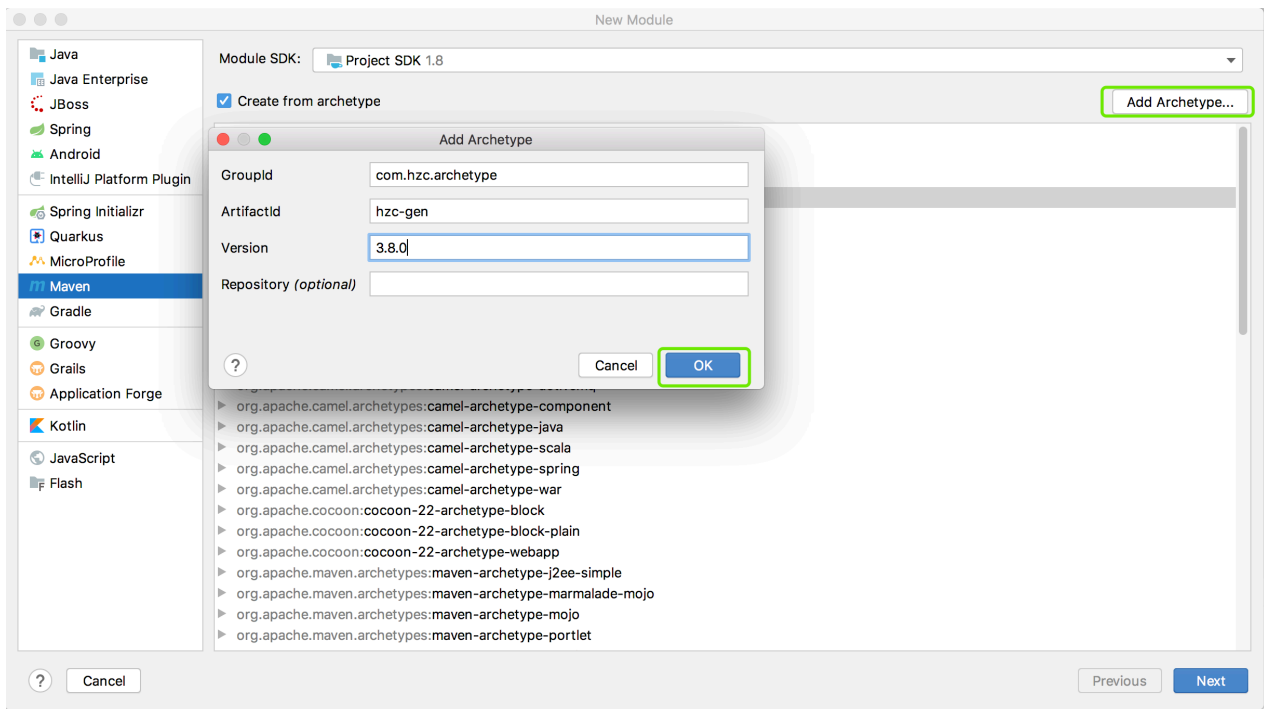 New Module
Java
Java Enterprise
JBoss
Spring
Android
IntelliJ Platform Plugin
Spring Initializr
Quarkus
MicroProfile
Maven
Gradle
Groovy
Grails
Application Forge
Kotlin
JavaScript
Flash
Module SDK: Project SDK 1.8
Create from archetype
Add Archetype...
Add Archetype
GroupId com.hzc.archetype
ArtifactId hzc-gen
Version 3.8.0
Repository (optional)
? Cancel OK
org.apache.camel.archetypes:camel-archetype-component
org.apache.camel.archetypes:camel-archetype-java
org.apache.camel.archetypes:camel-archetype-scala
org.apache.camel.archetypes:camel-archetype-spring
org.apache.camel.archetypes:camel-archetype-war
org.apache.cocoon:cocoon-22-archetype-block
org.apache.cocoon:cocoon-22-archetype-block-plain
org.apache.cocoon:cocoon-22-archetype-webapp
org.apache.maven.archetypes:maven-archetype-j2ee-simple
org.apache.maven.archetypes:maven-archetype-marmalade-mojo
org.apache.maven.archetypes:maven-archetype-mojo
org.apache.maven.archetypes:maven-archetype-portlet
? Cancel Previous Next